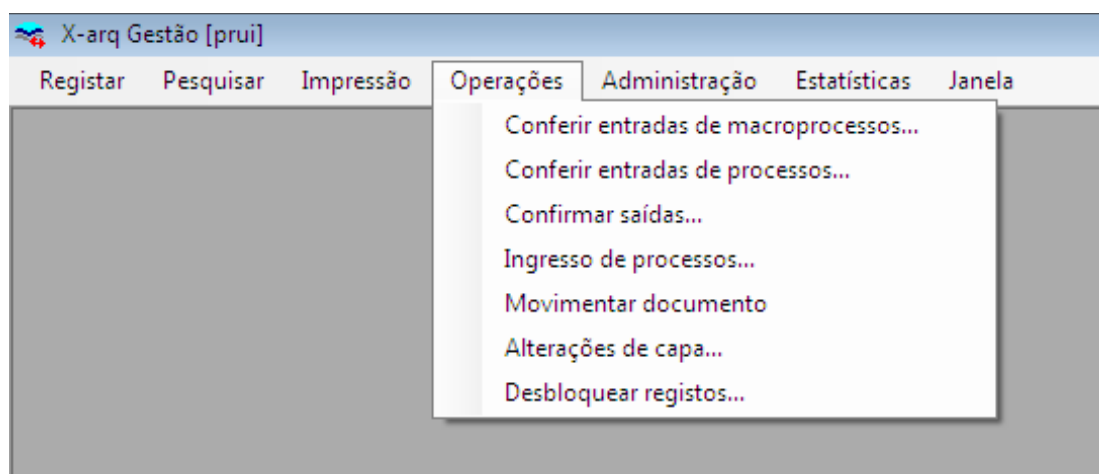 X-arq Gestão [prui]
Registar Pesquisar Impressão Operações Administração Estatísticas Janela
Conferir entradas de macroprocessos...
Conferir entradas de processos...
Confirmar saídas...
Ingresso de processos...
Movimentar documento
Alterações de capa...
Desbloquear registos...